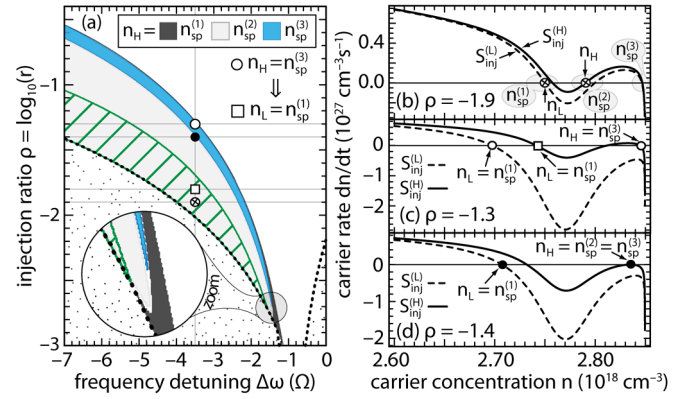 (a) n_H = n_sp^(1) n_sp^(2) n_sp^(3)
n_H = n_sp^(3)
⇓
n_L = n_sp^(1)
zoom
injection ratio ρ = log₁₀(r)
−1
−2
−3
−7 −6 −5 −4 −3 −2 −1 0
frequency detuning Δω (Ω)
carrier rate dn/dt (10^27 cm^−3 s^−1)
0.4
0.0
S_inj^(H)
S_inj^(L)
n_H
n_sp^(3)
n_sp^(1)
n_L
n_sp^(2)
(b) ρ = −1.9
0
−1
−2
n_H = n_sp^(3)
S_inj^(L)
S_inj^(H)
n_L = n_sp^(1)
n_L = n_sp^(1)
(c) ρ = −1.3
0
−1
−2
n_H = n_sp^(2) = n_sp^(3)
S_inj^(L)
S_inj^(H)
n_L = n_sp^(1)
(d) ρ = −1.4
2.60 2.70 2.80
carrier concentration n (10^18 cm^−3)